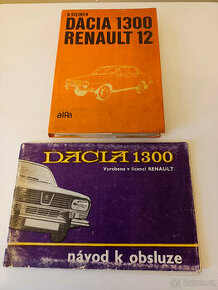 R. STEINER
DACIA 1300
RENAULT 12
alfa
DACIA 1300
Vyrobeno v licenci RENAULT
návod k obsluze